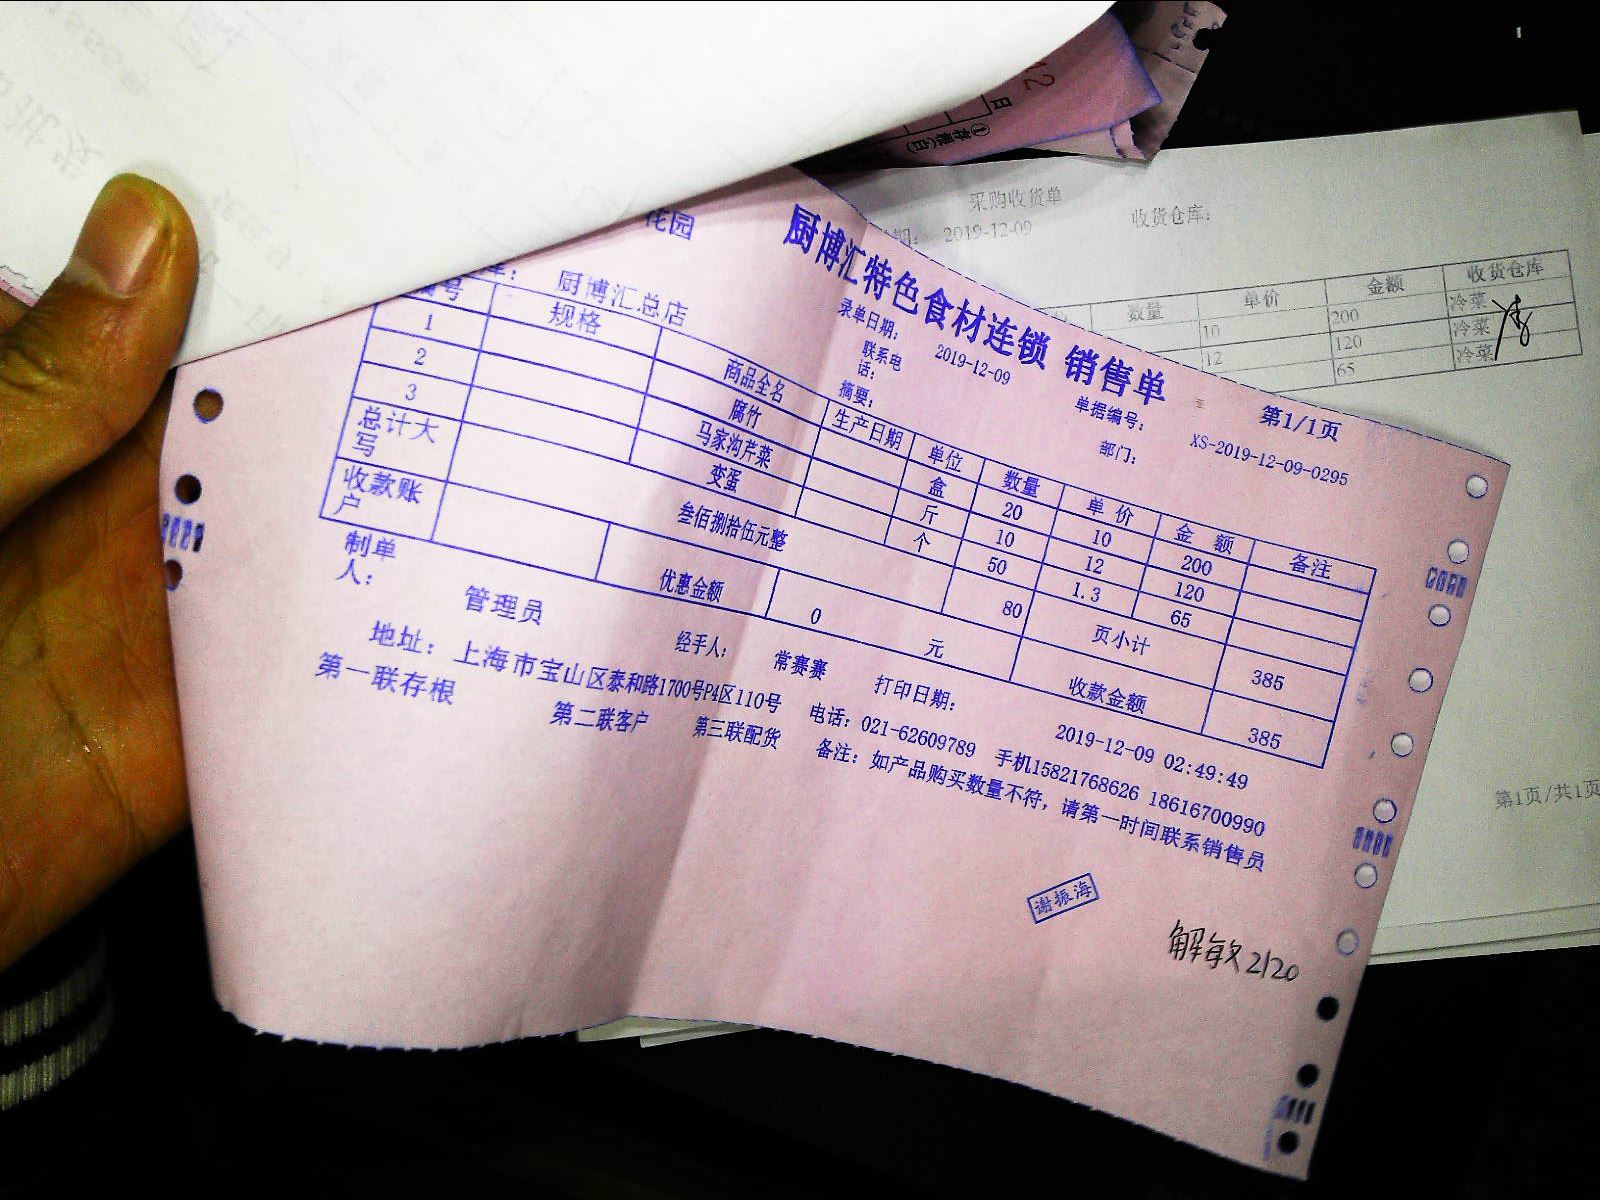 12
日
①存根(白)
采购收货单
期： 2019-12-09 收货仓库：
数量 单价 金额 收货仓库
10 200 冷菜
12 120 冷菜
65 冷菜
第1页/共1页
厨博汇特色食材连锁 销售单
花园
录单日期： 2019-12-09 单据编号： XS-2019-12-09-0295 第1/1页
库： 厨博汇总店 联系电话： 部门：
摘要：
编号 规格 商品全名 生产日期 单位 数量 单价 金额 备注
1 腐竹 盒 20 10 200
2 马家沟芹菜 斤 10 12 120
3 变蛋 个 50 1.3 65
总计大写 叁佰捌拾伍元整 80 页小计 385
收款账户 优惠金额 0 元 收款金额 385
制单人： 管理员 经手人： 常赛赛 打印日期： 2019-12-09 02:49:49
地址：上海市宝山区泰和路1700号P4区110号 电话：021-62609789 手机15821768626 18616700990
第一联存根 第二联客户 第三联配货 备注：如产品购买数量不符，请第一时间联系销售员
谢振海
解敏2120